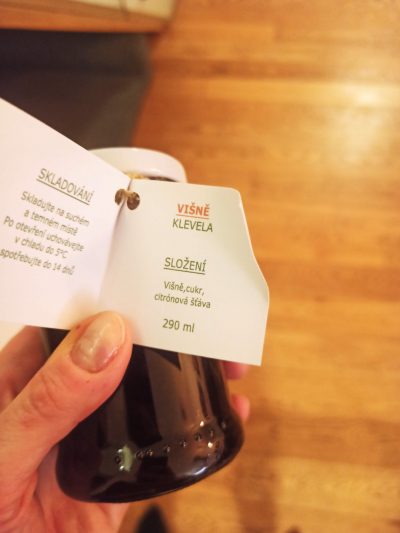 SKLADOVÁNÍ
Skladujte na suchém
a temném místě
Po otevření uchovávejte
v chladu do 5°C
spotřebujte do 14 dnů
VIŠNĚ
KLEVELA
SLOŽENÍ
Višně,cukr,
citrónová šťáva
290 ml